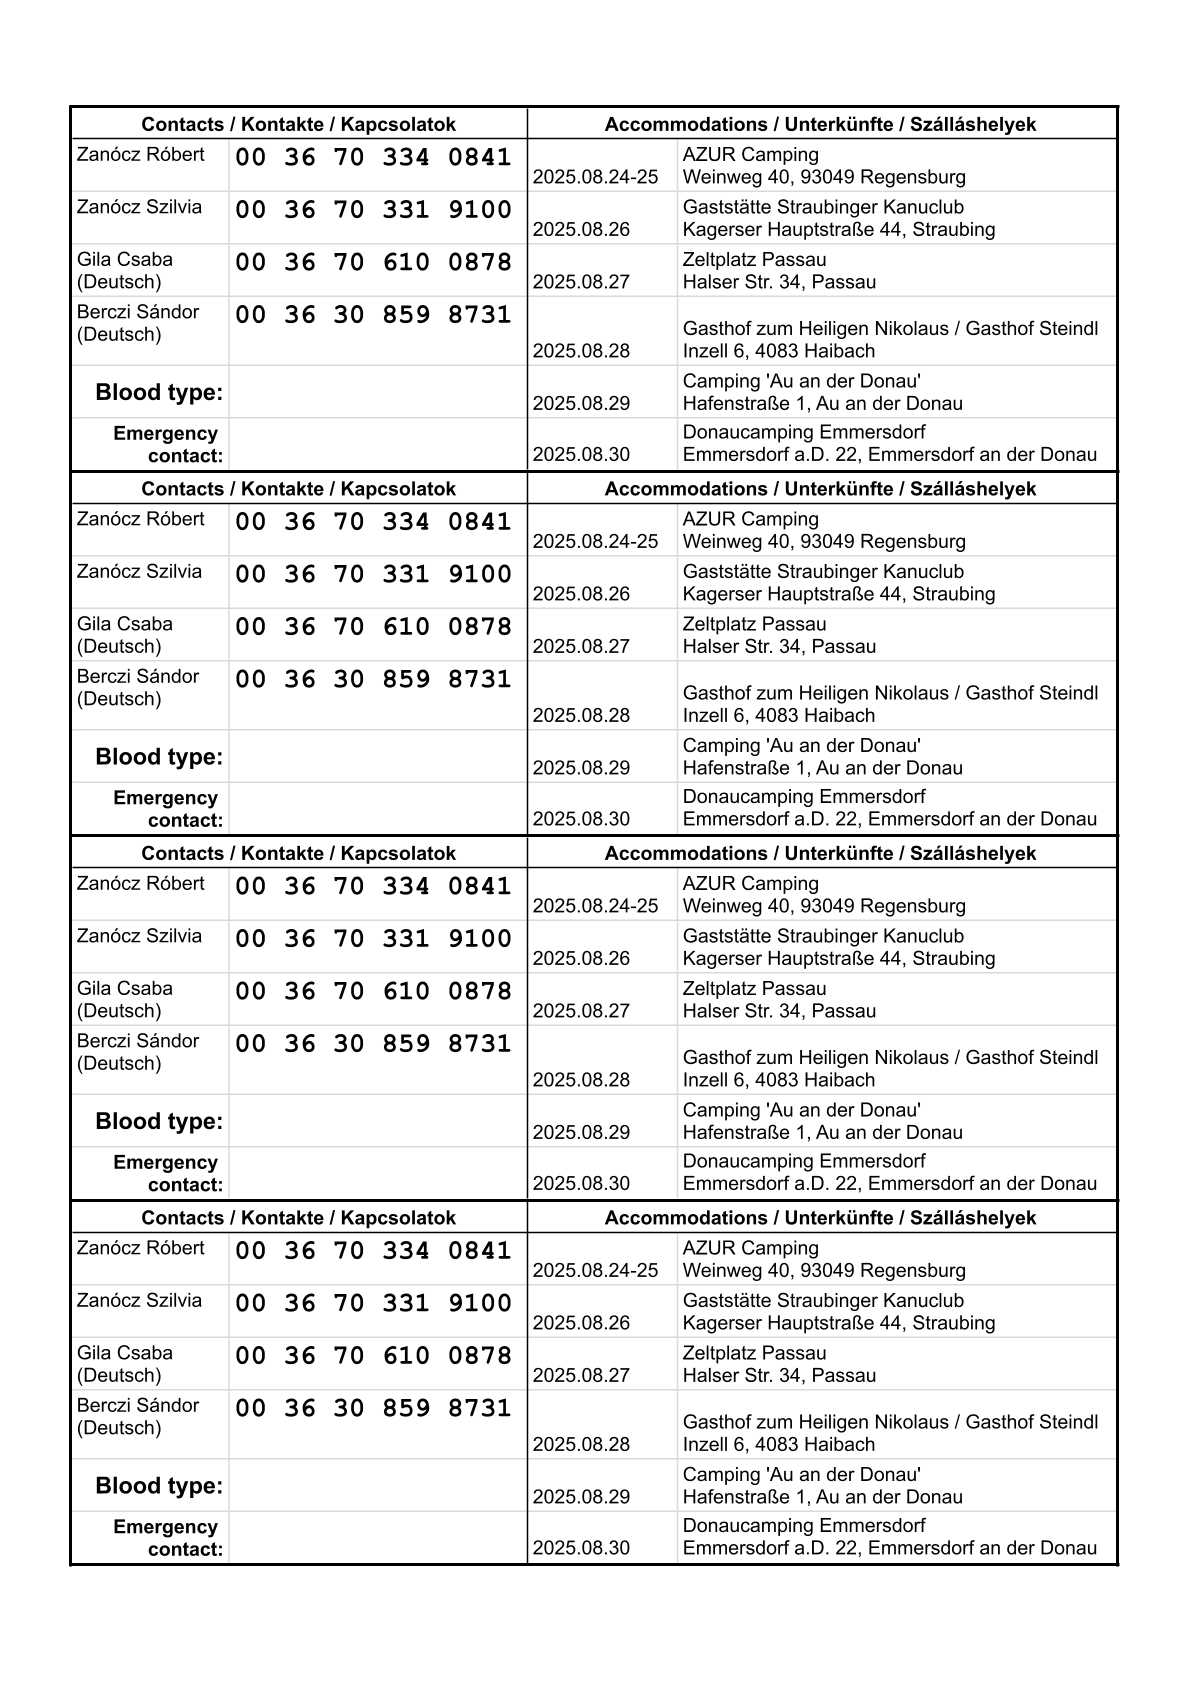 Contacts / Kontakte / Kapcsolatok
Accommodations / Unterkünfte / Szálláshelyek
Zanócz Róbert
00 36 70 334 0841
2025.08.24-25
AZUR Camping
Weinweg 40, 93049 Regensburg
Zanócz Szilvia
00 36 70 331 9100
2025.08.26
Gaststätte Straubinger Kanuclub
Kagerser Hauptstraße 44, Straubing
Gila Csaba
(Deutsch)
00 36 70 610 0878
2025.08.27
Zeltplatz Passau
Halser Str. 34, Passau
Berczi Sándor
(Deutsch)
00 36 30 859 8731
2025.08.28
Gasthof zum Heiligen Nikolaus / Gasthof Steindl
Inzell 6, 4083 Haibach
Blood type:
2025.08.29
Camping 'Au an der Donau'
Hafenstraße 1, Au an der Donau
Emergency
contact:
2025.08.30
Donaucamping Emmersdorf
Emmersdorf a.D. 22, Emmersdorf an der Donau
Contacts / Kontakte / Kapcsolatok
Accommodations / Unterkünfte / Szálláshelyek
Zanócz Róbert
00 36 70 334 0841
2025.08.24-25
AZUR Camping
Weinweg 40, 93049 Regensburg
Zanócz Szilvia
00 36 70 331 9100
2025.08.26
Gaststätte Straubinger Kanuclub
Kagerser Hauptstraße 44, Straubing
Gila Csaba
(Deutsch)
00 36 70 610 0878
2025.08.27
Zeltplatz Passau
Halser Str. 34, Passau
Berczi Sándor
(Deutsch)
00 36 30 859 8731
2025.08.28
Gasthof zum Heiligen Nikolaus / Gasthof Steindl
Inzell 6, 4083 Haibach
Blood type:
2025.08.29
Camping 'Au an der Donau'
Hafenstraße 1, Au an der Donau
Emergency
contact:
2025.08.30
Donaucamping Emmersdorf
Emmersdorf a.D. 22, Emmersdorf an der Donau
Contacts / Kontakte / Kapcsolatok
Accommodations / Unterkünfte / Szálláshelyek
Zanócz Róbert
00 36 70 334 0841
2025.08.24-25
AZUR Camping
Weinweg 40, 93049 Regensburg
Zanócz Szilvia
00 36 70 331 9100
2025.08.26
Gaststätte Straubinger Kanuclub
Kagerser Hauptstraße 44, Straubing
Gila Csaba
(Deutsch)
00 36 70 610 0878
2025.08.27
Zeltplatz Passau
Halser Str. 34, Passau
Berczi Sándor
(Deutsch)
00 36 30 859 8731
2025.08.28
Gasthof zum Heiligen Nikolaus / Gasthof Steindl
Inzell 6, 4083 Haibach
Blood type:
2025.08.29
Camping 'Au an der Donau'
Hafenstraße 1, Au an der Donau
Emergency
contact:
2025.08.30
Donaucamping Emmersdorf
Emmersdorf a.D. 22, Emmersdorf an der Donau
Contacts / Kontakte / Kapcsolatok
Accommodations / Unterkünfte / Szálláshelyek
Zanócz Róbert
00 36 70 334 0841
2025.08.24-25
AZUR Camping
Weinweg 40, 93049 Regensburg
Zanócz Szilvia
00 36 70 331 9100
2025.08.26
Gaststätte Straubinger Kanuclub
Kagerser Hauptstraße 44, Straubing
Gila Csaba
(Deutsch)
00 36 70 610 0878
2025.08.27
Zeltplatz Passau
Halser Str. 34, Passau
Berczi Sándor
(Deutsch)
00 36 30 859 8731
2025.08.28
Gasthof zum Heiligen Nikolaus / Gasthof Steindl
Inzell 6, 4083 Haibach
Blood type:
2025.08.29
Camping 'Au an der Donau'
Hafenstraße 1, Au an der Donau
Emergency
contact:
2025.08.30
Donaucamping Emmersdorf
Emmersdorf a.D. 22, Emmersdorf an der Donau